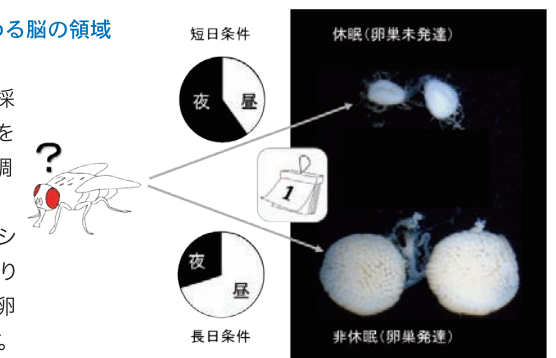 る脳の領域
採
を
調
シ
り
卵
。
?
短日条件
夜
昼
1
夜
昼
長日条件
休眠(卵巣未発達)
非休眠(卵巣発達)